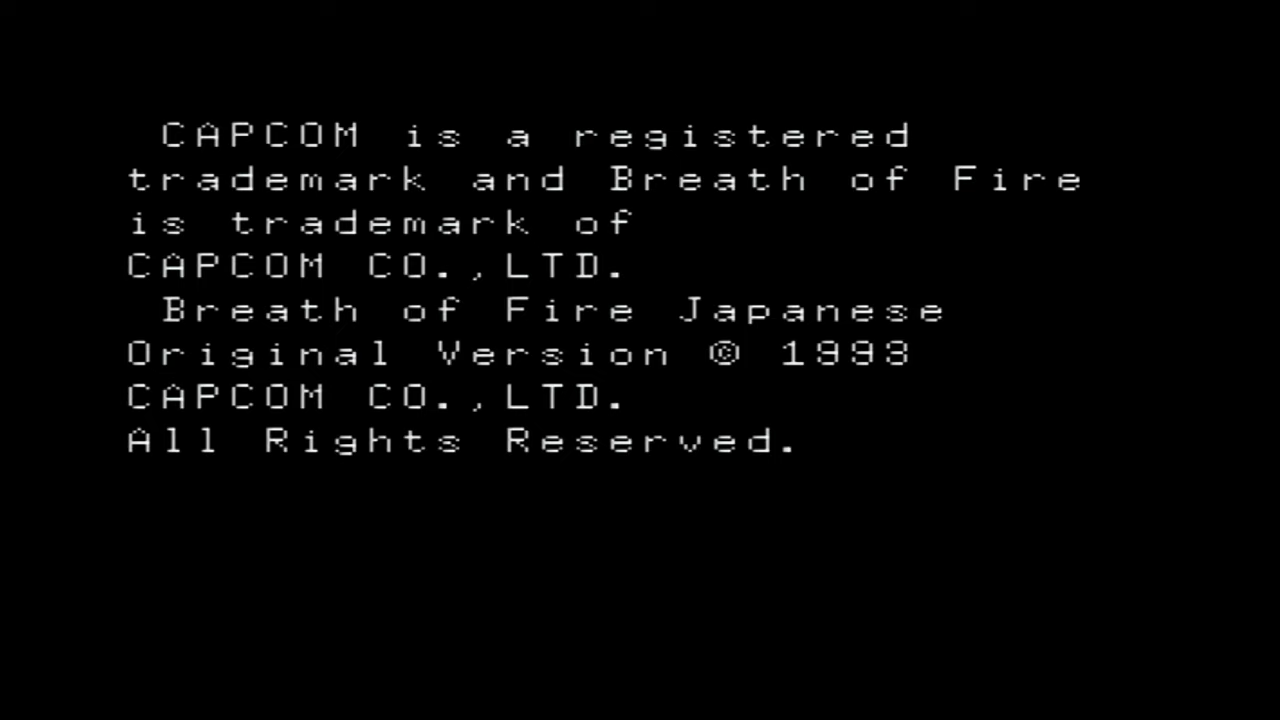 CAPCOM is a registered
trademark and Breath of Fire
is trademark of
CAPCOM CO.,LTD.
Breath of Fire Japanese
Original Version © 1993
CAPCOM CO.,LTD.
All Rights Reserved.